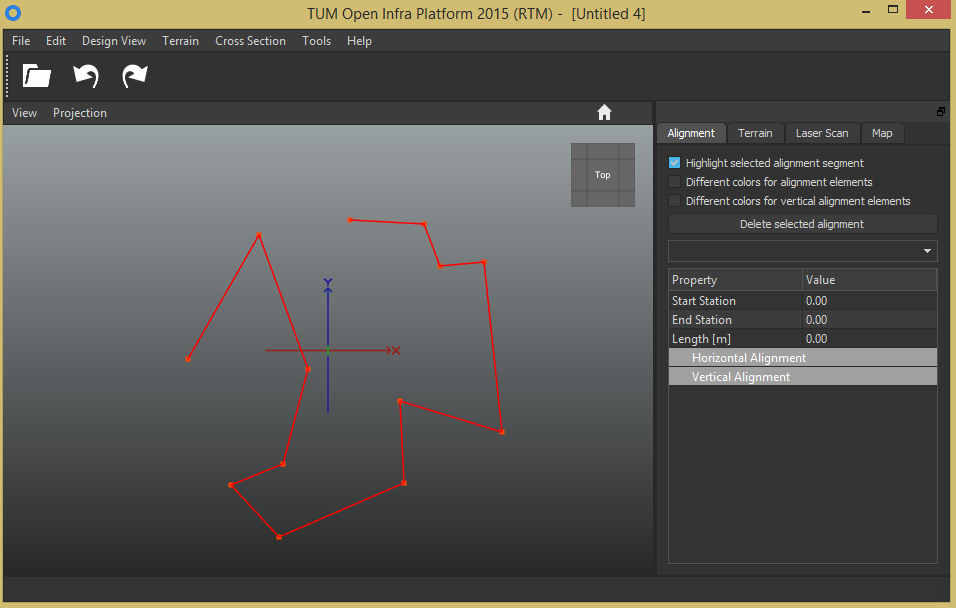 TUM Open Infra Platform 2015 (RTM) - [Untitled 4]
File Edit Design View Terrain Cross Section Tools Help
View Projection
Alignment Terrain Laser Scan Map
Top
Highlight selected alignment segment
Different colors for alignment elements
Different colors for vertical alignment elements
Delete selected alignment
Property Value
Start Station 0.00
End Station 0.00
Length [m] 0.00
Horizontal Alignment
Vertical Alignment
Y
X